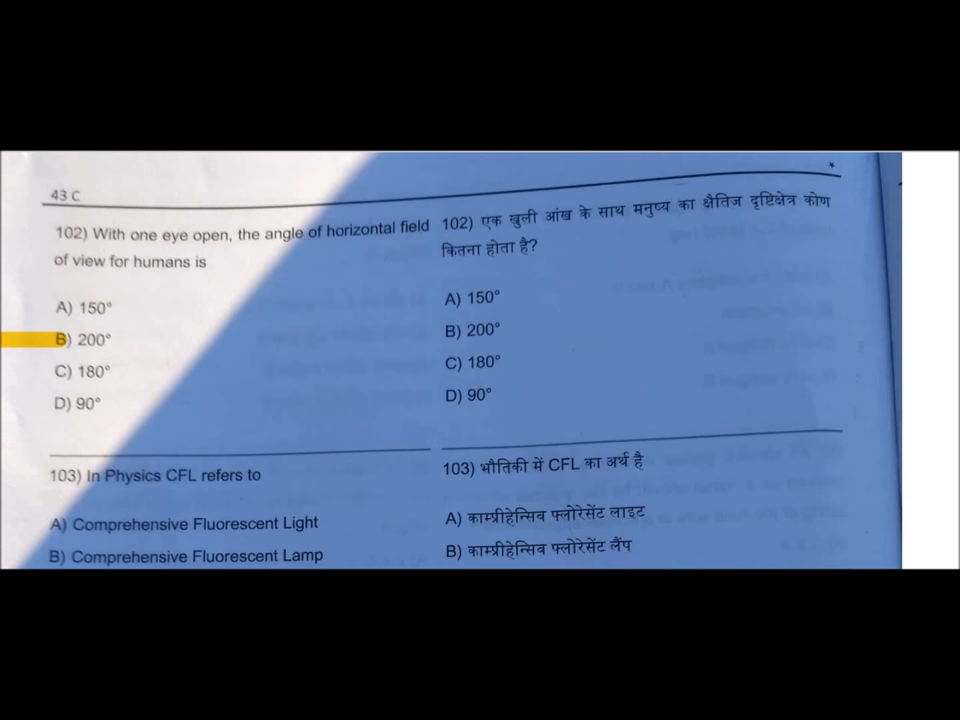 43 C
102) With one eye open, the angle of horizontal field
of view for humans is
A) 150°
B) 200°
C) 180°
D) 90°
103) In Physics CFL refers to
A) Comprehensive Fluorescent Light
B) Comprehensive Fluorescent Lamp
102) एक खुली आंख के साथ मनुष्य का क्षैतिज दृष्टिक्षेत्र कोण
कितना होता है?
A) 150°
B) 200°
C) 180°
D) 90°
103) भौतिकी में CFL का अर्थ है
A) काम्प्रीहेन्सिव फ्लोरेसेंट लाइट
B) काम्प्रीहेन्सिव फ्लोरेसेंट लैंप